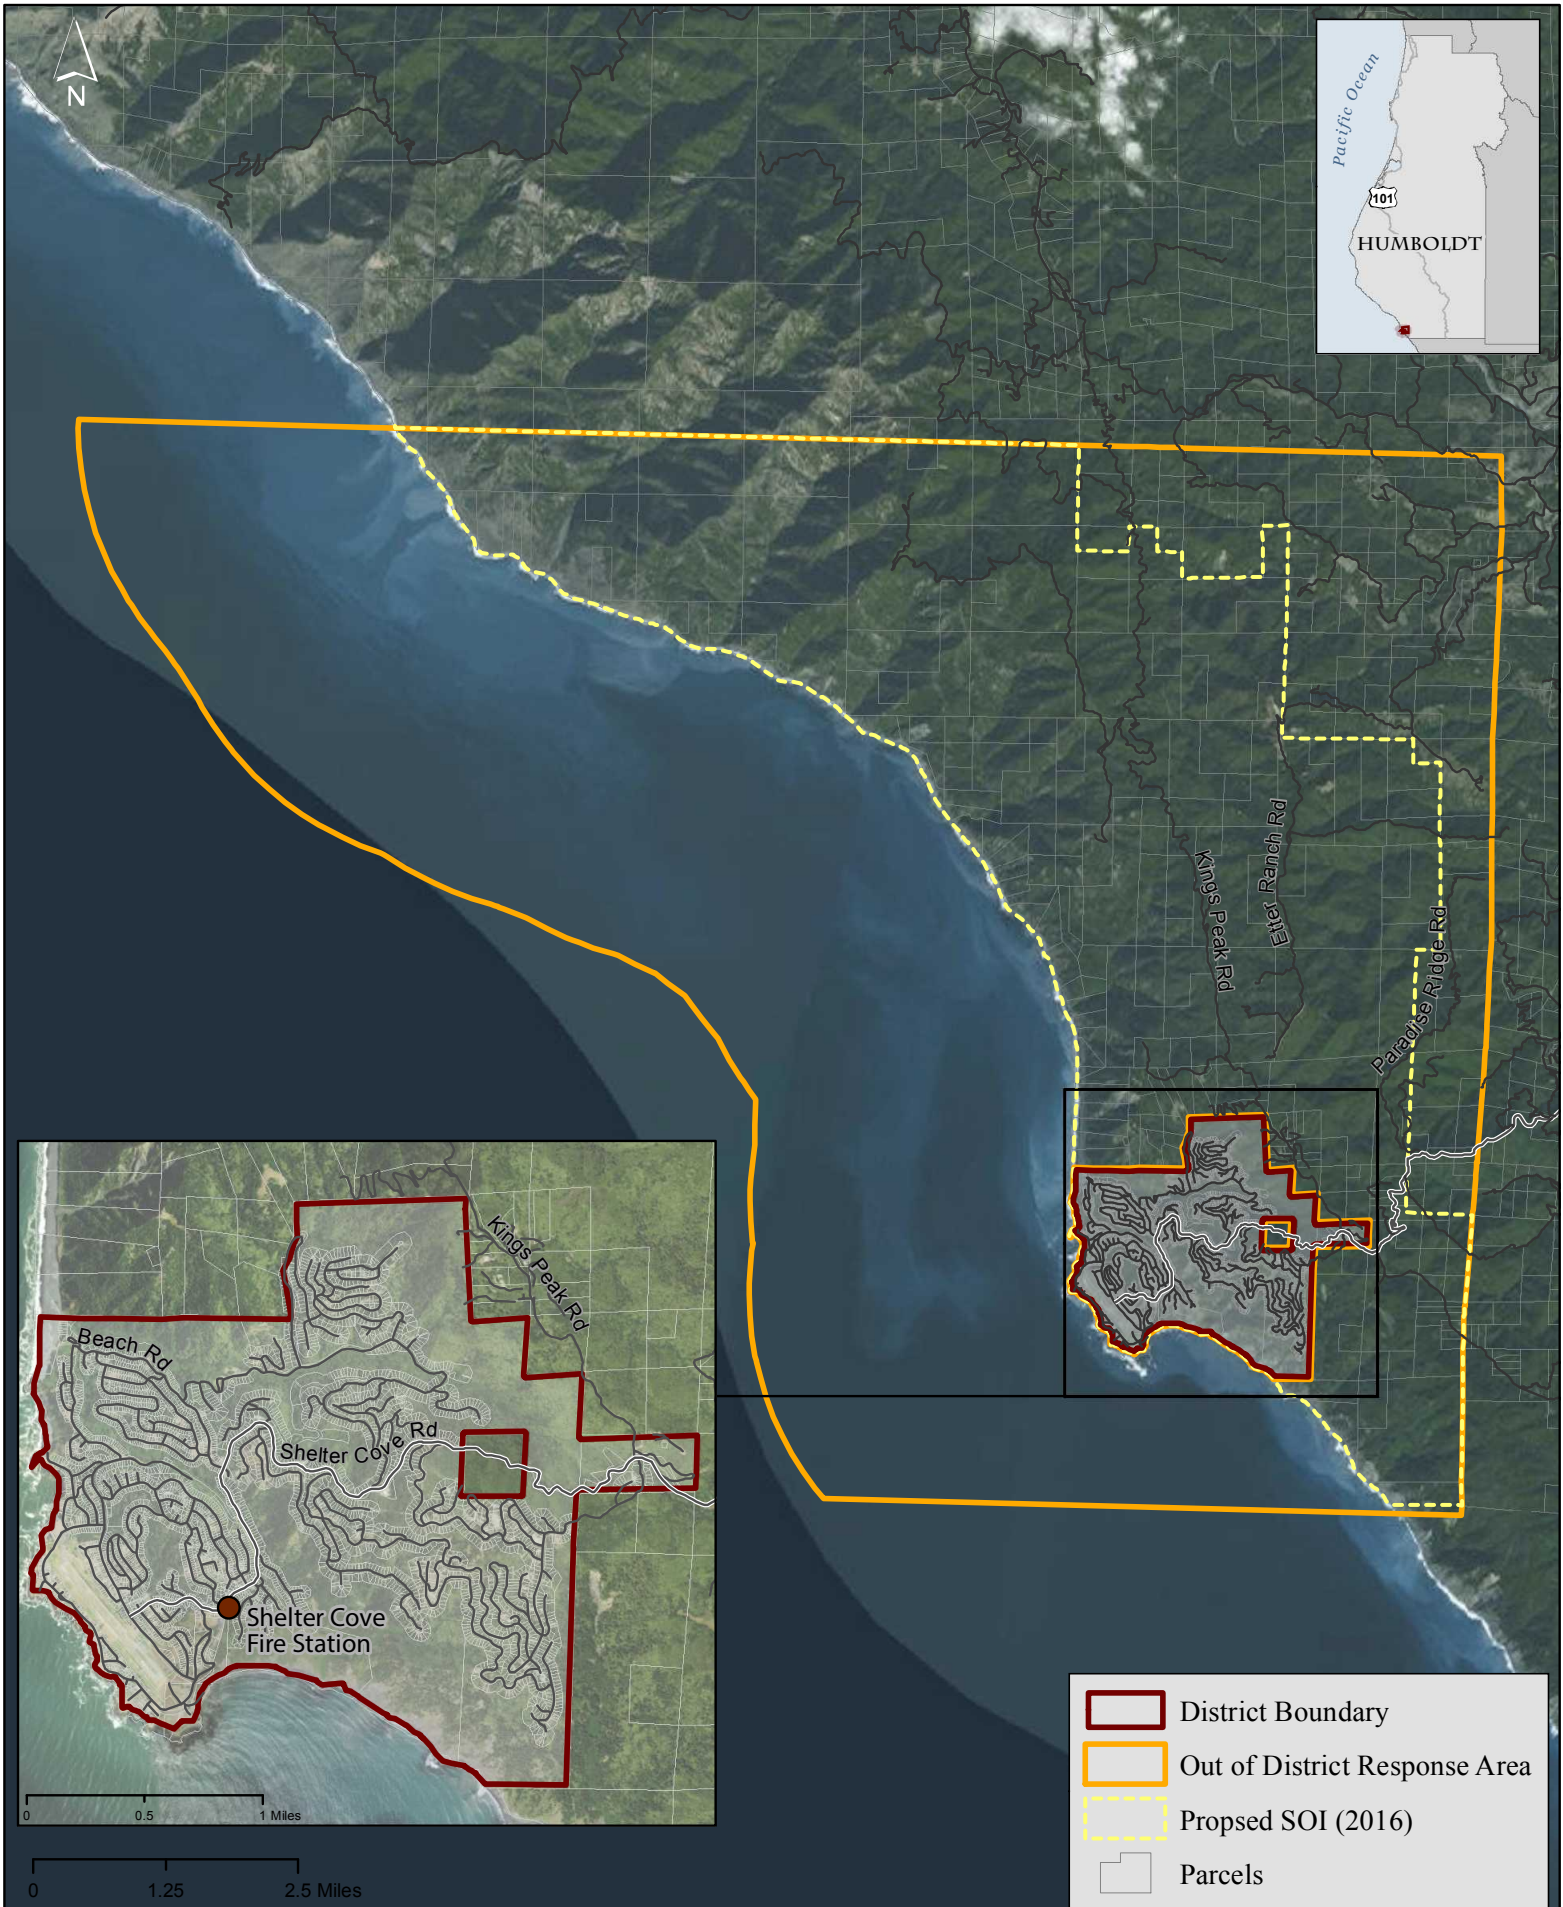 N
Pacific Ocean
101
HUMBOLDT
Kings Peak Rd
Etter Ranch Rd
Paradise Ridge Rd
Kings Peak Rd
Beach Rd
Shelter Cove Rd
Shelter Cove
Fire Station
0 0.5 1 Miles
0 1.25 2.5 Miles
District Boundary
Out of District Response Area
Propsed SOI (2016)
Parcels